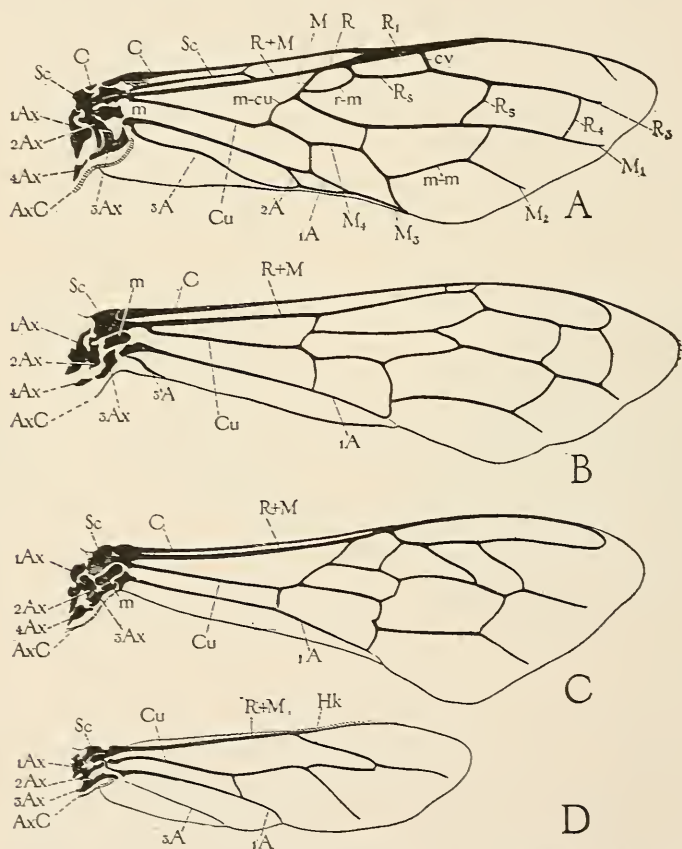 M R R₁
C C Sc R+M
Sc cv
1Ax m m-cu r-m Rₛ
2Ax R₅ R₄ R₃
4Ax M₁
AxC 3Ax 3A Cu 2A 1A M₄ M₃ m-m M₂ A
Sc m C R+M
1Ax
2Ax
4Ax
AxC 3Ax 3A Cu 1A B
Sc C R+M
1Ax
2Ax m
4Ax 3Ax Cu
AxC 1A C
Sc Cu R+M Hk
1Ax
2Ax
3Ax
AxC 3A 1A D